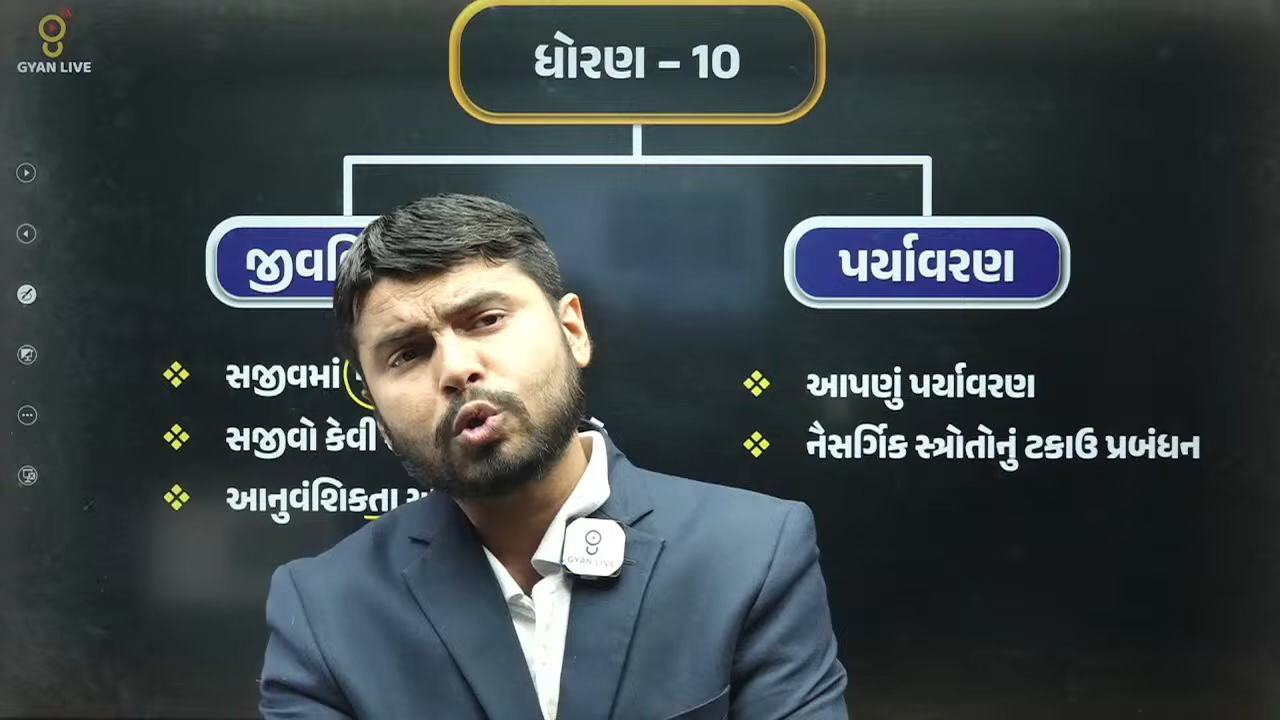 GYAN LIVE
ધોરણ – 10
પર્યાવરણ
સજીવમાં
સજીવો કેવી
આનુવંશિકતા
આપણું પર્યાવરણ
નૈસર્ગિક સ્ત્રોતોનું ટકાઉ પ્રબંધન
GYAN LIVE